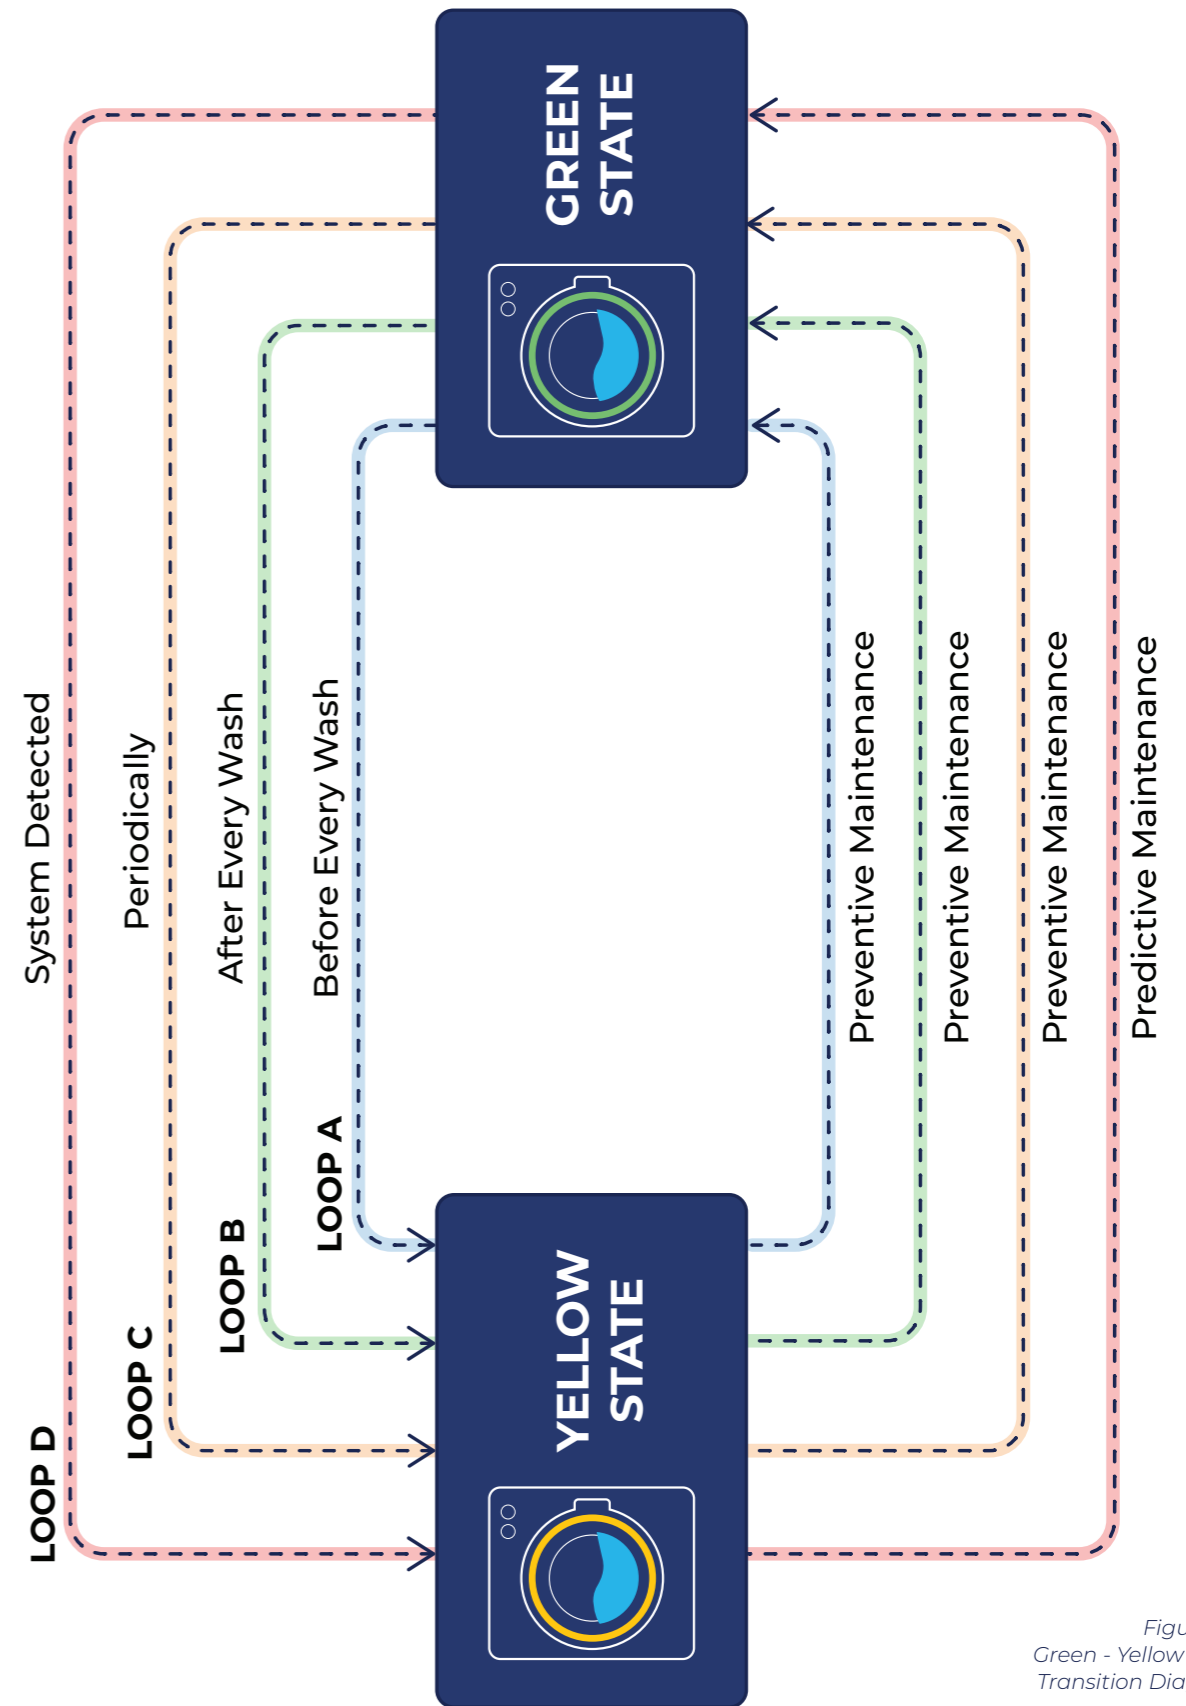 LOOP D
System Detected
LOOP C
Periodically
LOOP B
After Every Wash
LOOP A
Before Every Wash
YELLOW
STATE
GREEN
STATE
Preventive Maintenance
Preventive Maintenance
Preventive Maintenance
Predictive Maintenance
Green - Yellow
Transition